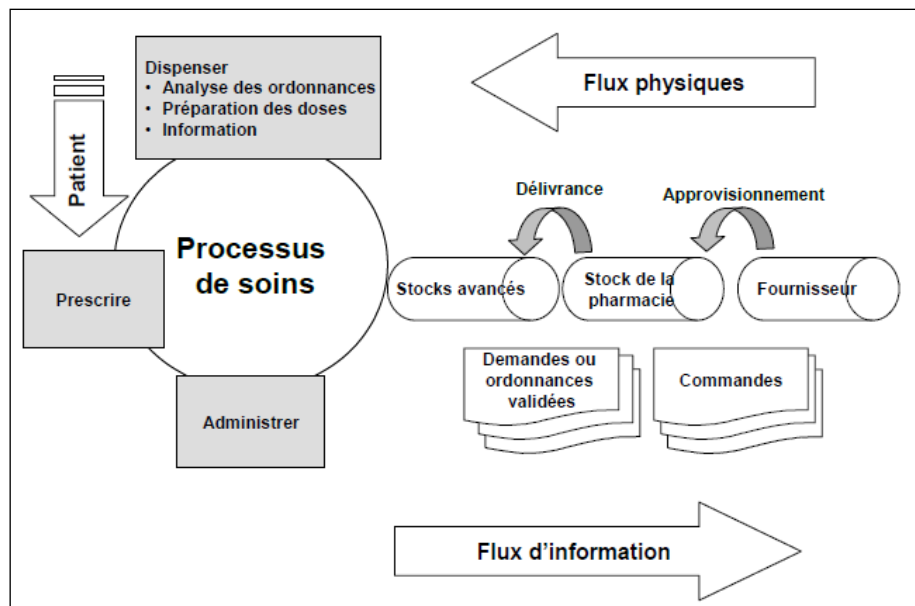 Dispenser
• Analyse des ordonnances
• Préparation des doses
• Information
Flux physiques
Patient
Délivrance
Approvisionnement
Processus
de soins
Prescrire
Stocks avancés
Stock de la
pharmacie
Fournisseur
Demandes ou
ordonnances
validées
Commandes
Administrer
Flux d'information